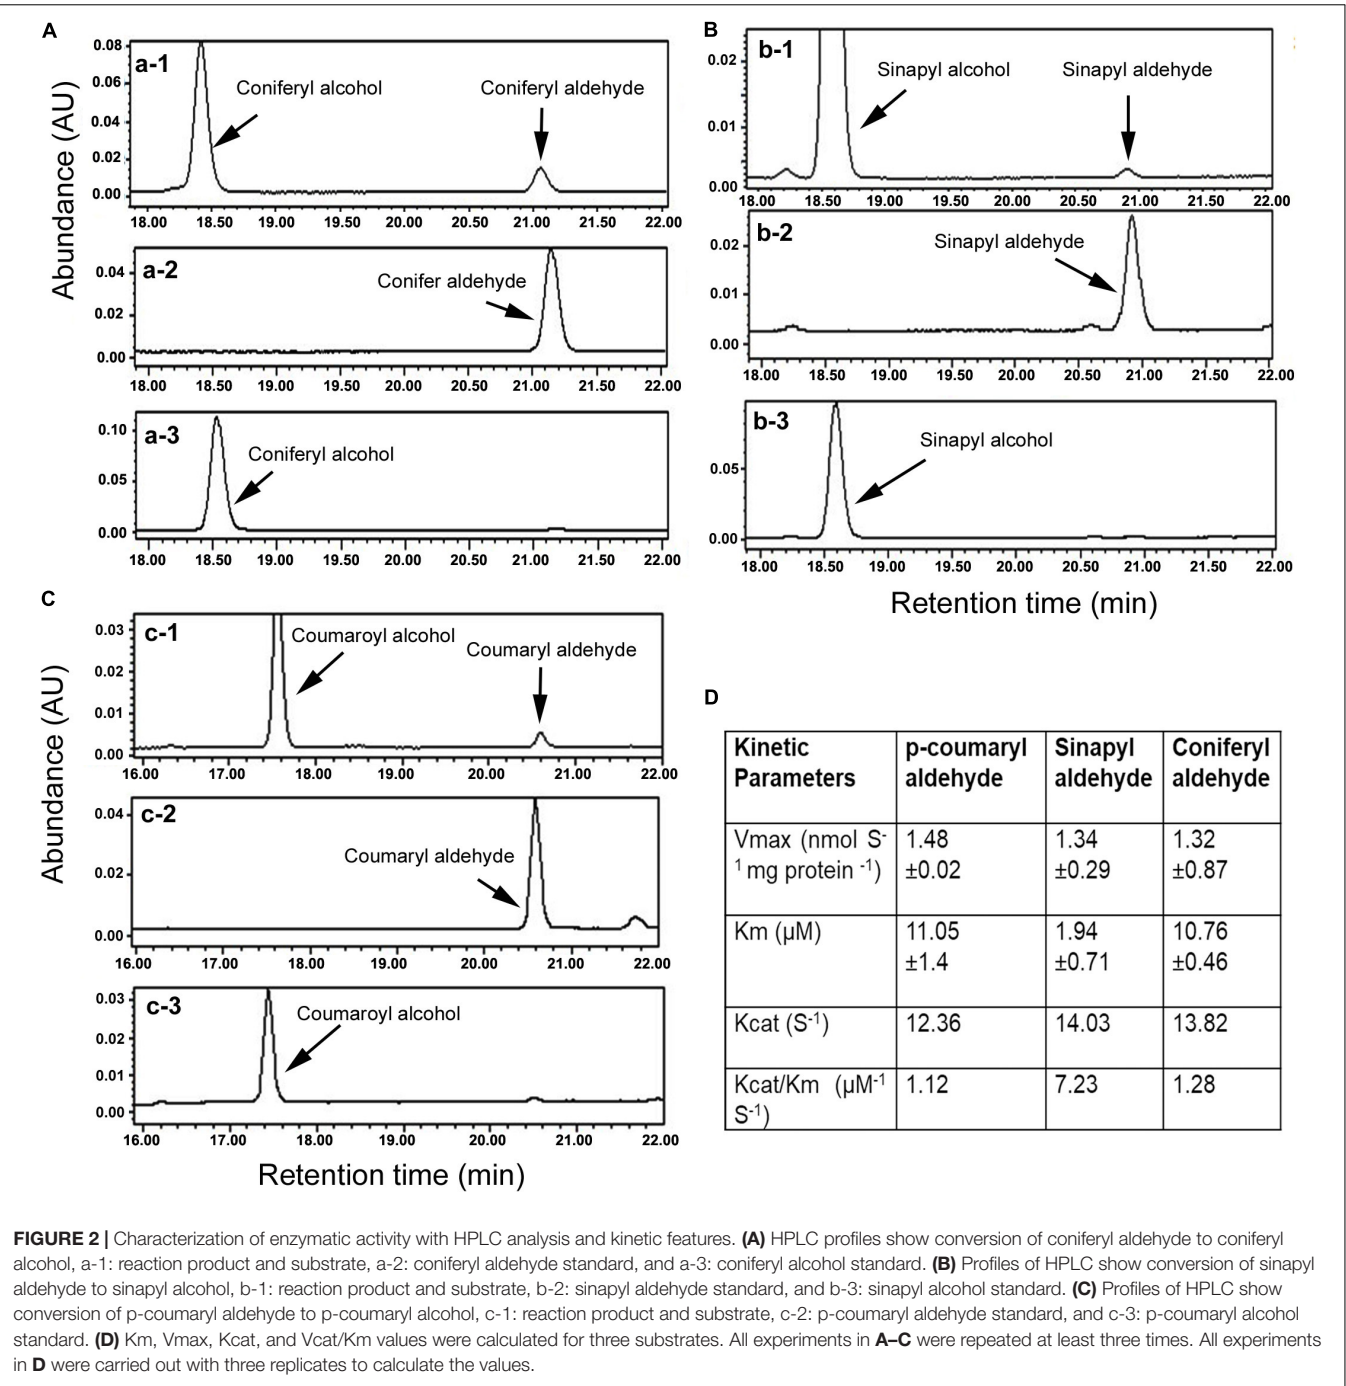 A
a-1
Coniferyl alcohol
Coniferyl aldehyde
0.08
0.06
0.04
0.02
0.00
18.00 18.50 19.00 19.50 20.00 20.50 21.00 21.50 22.00
a-2
Conifer aldehyde
0.04
0.02
0.00
18.00 18.50 19.00 19.50 20.00 20.50 21.00 21.50 22.00
a-3
Coniferyl alcohol
0.10
0.05
0.00
18.00 18.50 19.00 19.50 20.00 20.50 21.00 21.50 22.00
Abundance (AU)
B
b-1
Sinapyl alcohol
Sinapyl aldehyde
0.02
0.01
0.00
18.00 18.50 19.00 19.50 20.00 20.50 21.00 21.50 22.00
b-2
Sinapyl aldehyde
0.02
0.01
0.00
18.00 18.50 19.00 19.50 20.00 20.50 21.00 21.50 22.00
b-3
Sinapyl alcohol
0.05
0.00
18.00 18.50 19.00 19.50 20.00 20.50 21.00 21.50 22.00
Retention time (min)
C
c-1
Coumaroyl alcohol
Coumaryl aldehyde
0.03
0.02
0.01
0.00
16.00 17.00 18.00 19.00 20.00 21.00 22.00
c-2
Coumaryl aldehyde
0.04
0.02
0.00
16.00 17.00 18.00 19.00 20.00 21.00 22.00
c-3
Coumaroyl alcohol
0.03
0.02
0.01
0.00
16.00 17.00 18.00 19.00 20.00 21.00 22.00
Abundance (AU)
Retention time (min)
D
Kinetic Parameters p-coumaryl aldehyde Sinapyl aldehyde Coniferyl aldehyde
Vmax (nmol S-1 mg protein -1) 1.48 ±0.02 1.34 ±0.29 1.32 ±0.87
Km (µM) 11.05 ±1.4 1.94 ±0.71 10.76 ±0.46
Kcat (S-1) 12.36 14.03 13.82
Kcat/Km (µM-1 S-1) 1.12 7.23 1.28
FIGURE 2 | Characterization of enzymatic activity with HPLC analysis and kinetic features. (A) HPLC profiles show conversion of coniferyl aldehyde to coniferyl
alcohol, a-1: reaction product and substrate, a-2: coniferyl aldehyde standard, and a-3: coniferyl alcohol standard. (B) Profiles of HPLC show conversion of sinapyl
aldehyde to sinapyl alcohol, b-1: reaction product and substrate, b-2: sinapyl aldehyde standard, and b-3: sinapyl alcohol standard. (C) Profiles of HPLC show
conversion of p-coumaryl aldehyde to p-coumaryl alcohol, c-1: reaction product and substrate, c-2: p-coumaryl aldehyde standard, and c-3: p-coumaryl alcohol
standard. (D) Km, Vmax, Kcat, and Vcat/Km values were calculated for three substrates. All experiments in A–C were repeated at least three times. All experiments
in D were carried out with three replicates to calculate the values.